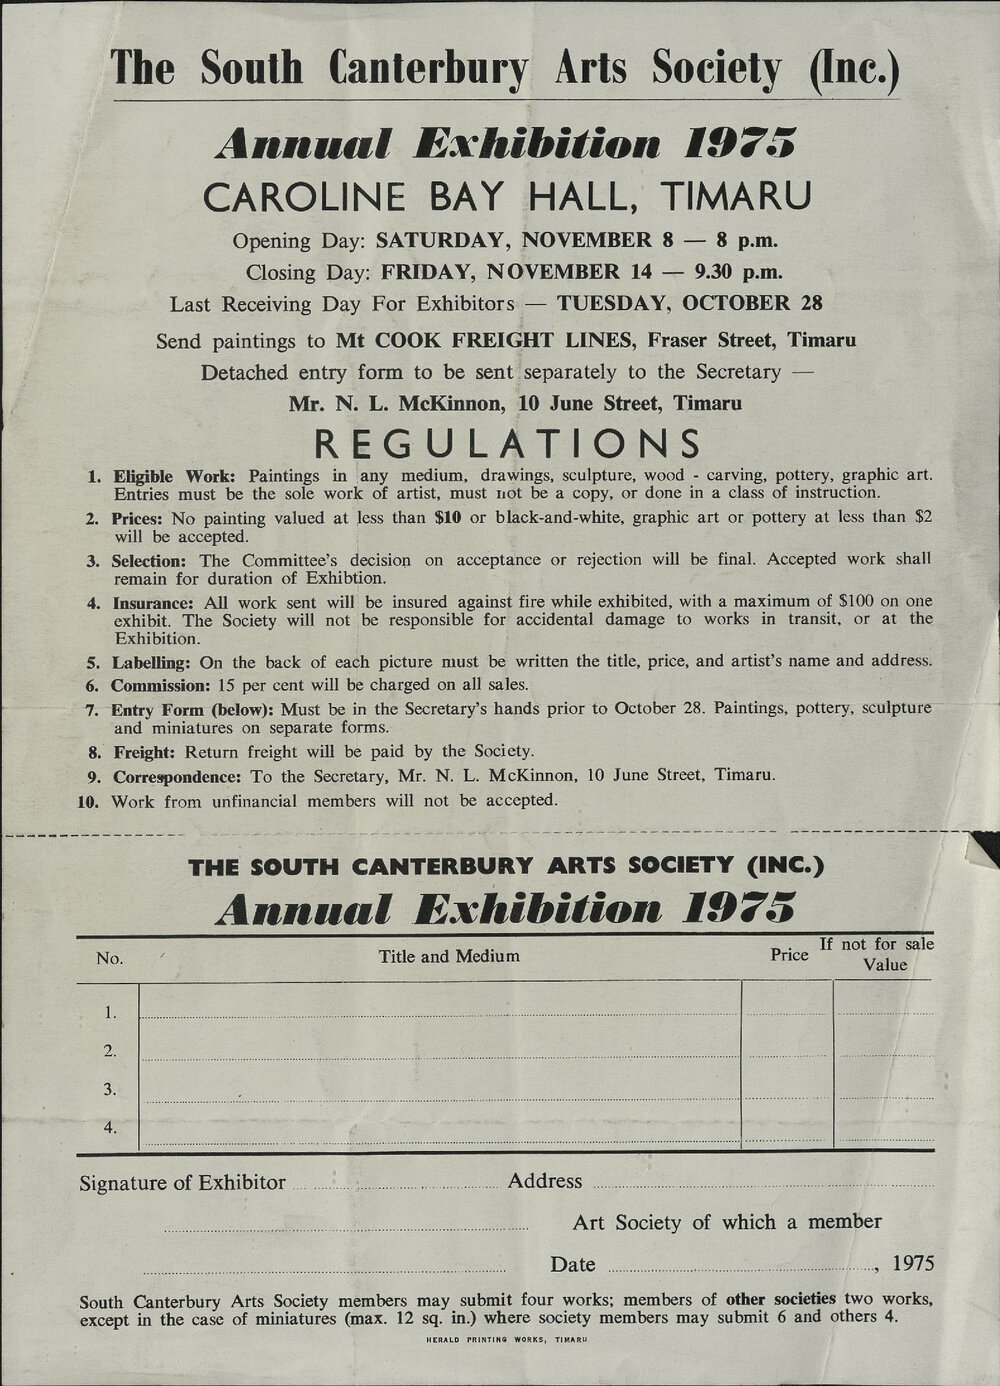 The South Canterbury Arts Society (Inc.)
Annual Exhibition 1975
CAROLINE BAY HALL, TIMARU
Opening Day: SATURDAY, NOVEMBER 8 — 8 p.m.
Closing Day: FRIDAY, NOVEMBER 14 — 9.30 p.m.
Last Receiving Day For Exhibitors — TUESDAY, OCTOBER 28
Send paintings to Mt COOK FREIGHT LINES, Fraser Street, Timaru
Detached entry form to be sent separately to the Secretary —
Mr. N. L. McKinnon, 10 June Street, Timaru
REGULATIONS
1. Eligible Work: Paintings in any medium, drawings, sculpture, wood - carving, pottery, graphic art.
Entries must be the sole work of artist, must not be a copy, or done in a class of instruction.
2. Prices: No painting valued at less than $10 or black-and-white, graphic art or pottery at less than $2
will be accepted.
3. Selection: The Committee's decision on acceptance or rejection will be final. Accepted work shall
remain for duration of Exhibtion.
4. Insurance: All work sent will be insured against fire while exhibited, with a maximum of $100 on one
exhibit. The Society will not be responsible for accidental damage to works in transit, or at the
Exhibition.
5. Labelling: On the back of each picture must be written the title, price, and artist's name and address.
6. Commission: 15 per cent will be charged on all sales.
7. Entry Form (below): Must be in the Secretary's hands prior to October 28. Paintings, pottery, sculpture
and miniatures on separate forms.
8. Freight: Return freight will be paid by the Society.
9. Correspondence: To the Secretary, Mr. N. L. McKinnon, 10 June Street, Timaru.
10. Work from unfinancial members will not be accepted.
THE SOUTH CANTERBURY ARTS SOCIETY (INC.)
Annual Exhibition 1975
No. Title and Medium Price If not for sale
Value
1.
2.
3.
4.
Signature of Exhibitor Address
Art Society of which a member
Date , 1975
South Canterbury Arts Society members may submit four works; members of other societies two works,
except in the case of miniatures (max. 12 sq. in.) where society members may submit 6 and others 4.
HERALD PRINTING WORKS, TIMARU